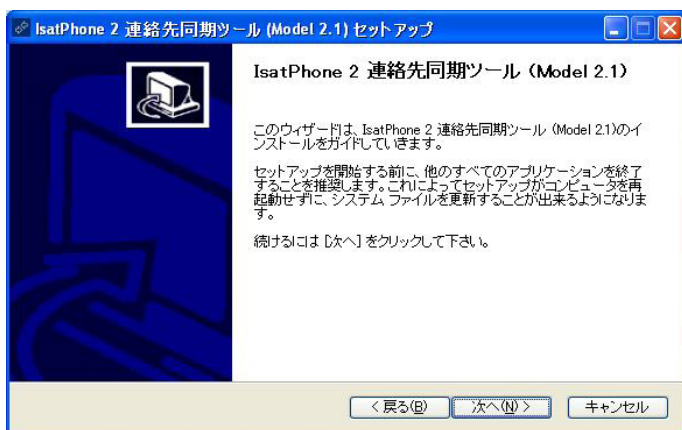 IsatPhone 2 連絡先同期ツール (Model 2.1) セットアップ
IsatPhone 2 連絡先同期ツール (Model 2.1)
このウィザードは、IsatPhone 2 連絡先同期ツール (Model 2.1)のイ
ンストールをガイドしていきます。
セットアップを開始する前に、他のすべてのアプリケーションを終了
することを推奨します。これによってセットアップがコンピュータを再
起動せずに、システム ファイルを更新することが出来るようになりま
す。
続けるには [次へ] をクリックして下さい。
< 戻る(B) 次へ(N) > キャンセル